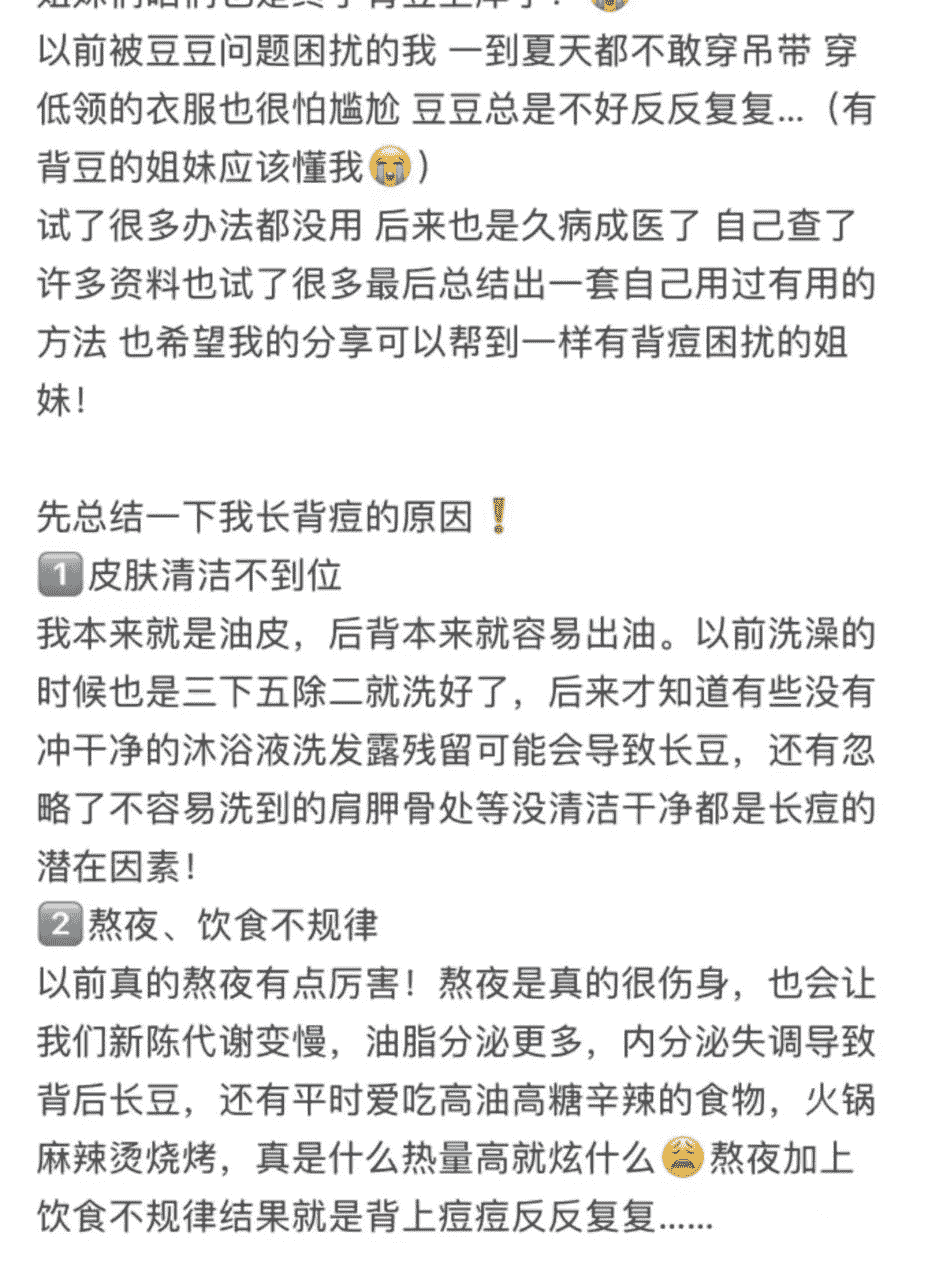 以前被豆豆问题困扰的我 一到夏天都不敢穿吊带 穿
低领的衣服也很怕尴尬 豆豆总是不好反反复复...（有
背豆的姐妹应该懂我😭）
试了很多办法都没用 后来也是久病成医了 自己查了
许多资料也试了很多最后总结出一套自己用过有用的
方法 也希望我的分享可以帮到一样有背痘困扰的姐
妹！
先总结一下我长背痘的原因❗
1️⃣皮肤清洁不到位
我本来就是油皮，后背本来就容易出油。以前洗澡的
时候也是三下五除二就洗好了，后来才知道有些没有
冲干净的沐浴液洗发露残留可能会导致长豆，还有忽
略了不容易洗到的肩胛骨处等没清洁干净都是长痘的
潜在因素！
2️⃣熬夜、饮食不规律
以前真的熬夜有点厉害！熬夜是真的很伤身，也会让
我们新陈代谢变慢，油脂分泌更多，内分泌失调导致
背后长豆，还有平时爱吃高油高糖辛辣的食物，火锅
麻辣烫烧烤，真是什么热量高就炫什么😩熬夜加上
饮食不规律结果就是背上痘痘反反复复......